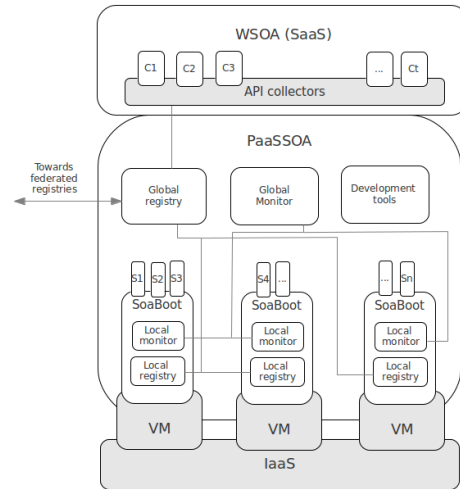 WSOA (SaaS)
C1 C2 C3 ... Ct
API collectors
PaaSSOA
Towards
federated
registries
Global
registry
Global
Monitor
Development
tools
S1 S2 S3
SoaBoot
Local
monitor
Local
registry
VM
S4 ...
SoaBoot
Local
monitor
Local
registry
VM
... Sn
SoaBoot
Local
monitor
Local
registry
VM
IaaS